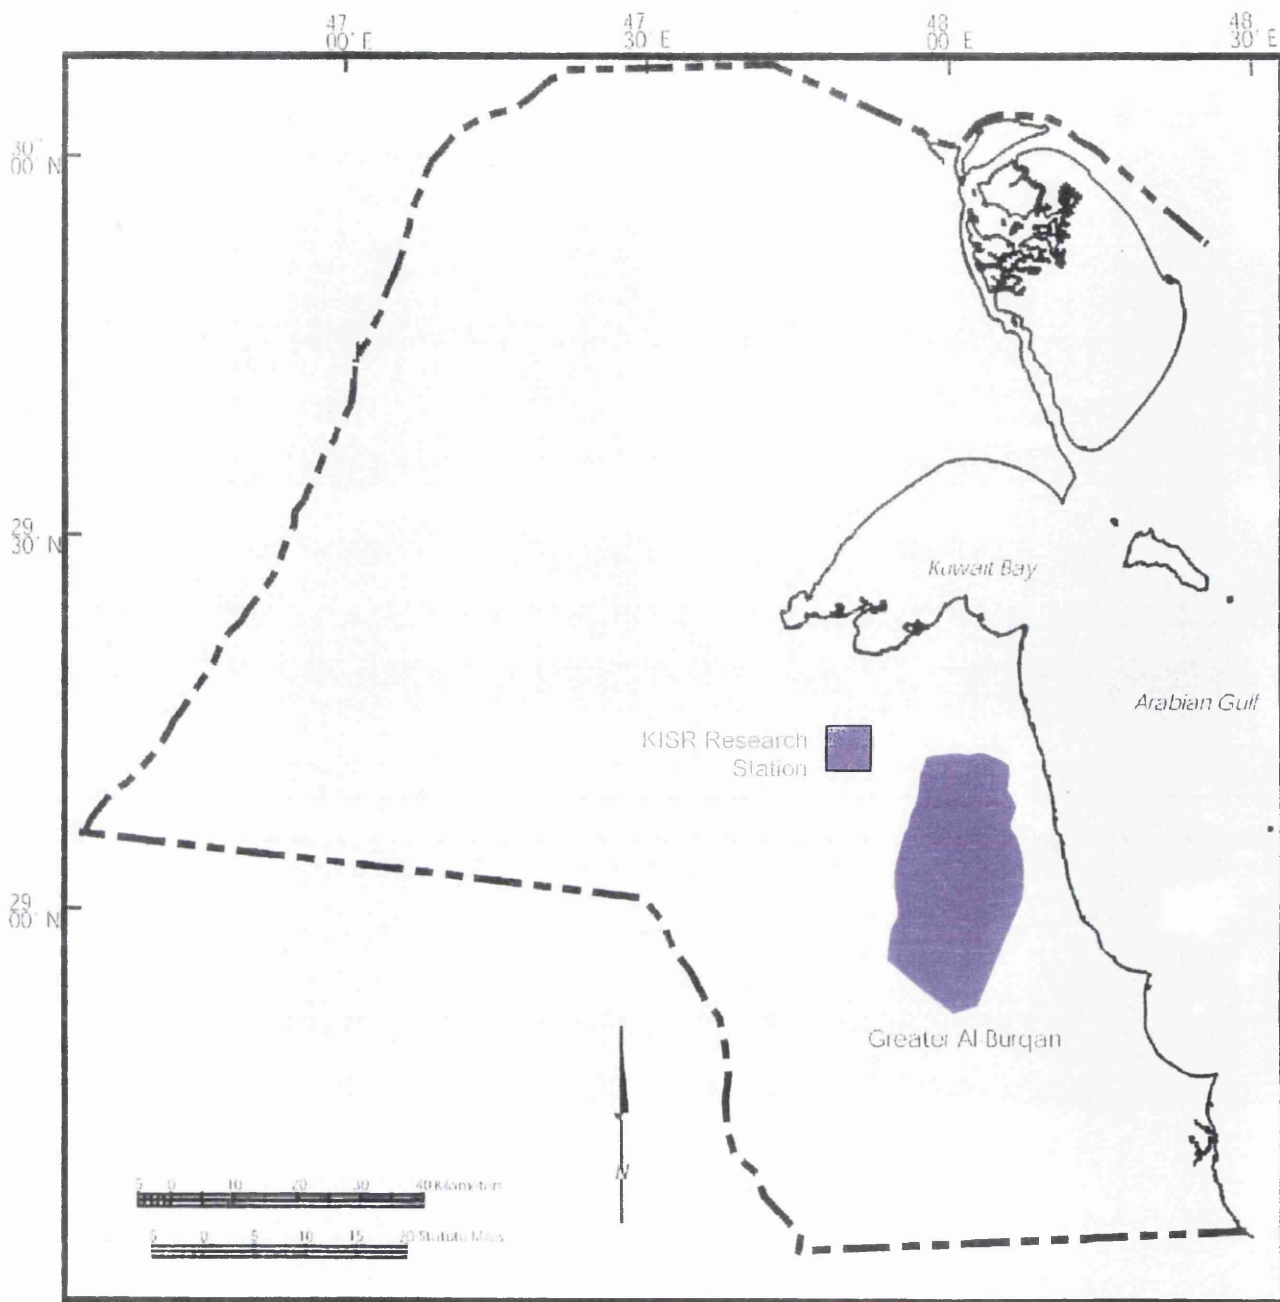 47 47 48 48
00' E 30' E 00' E 30' E
30°
00' N
29
30' N
Kuwait Bay
Arabian Gulf
KISR Research
Station
29
00' N
Greater Al-Burqan
N
5 0 10 20 30 40 Kilometers
5 0 5 10 15 20 Statute Miles